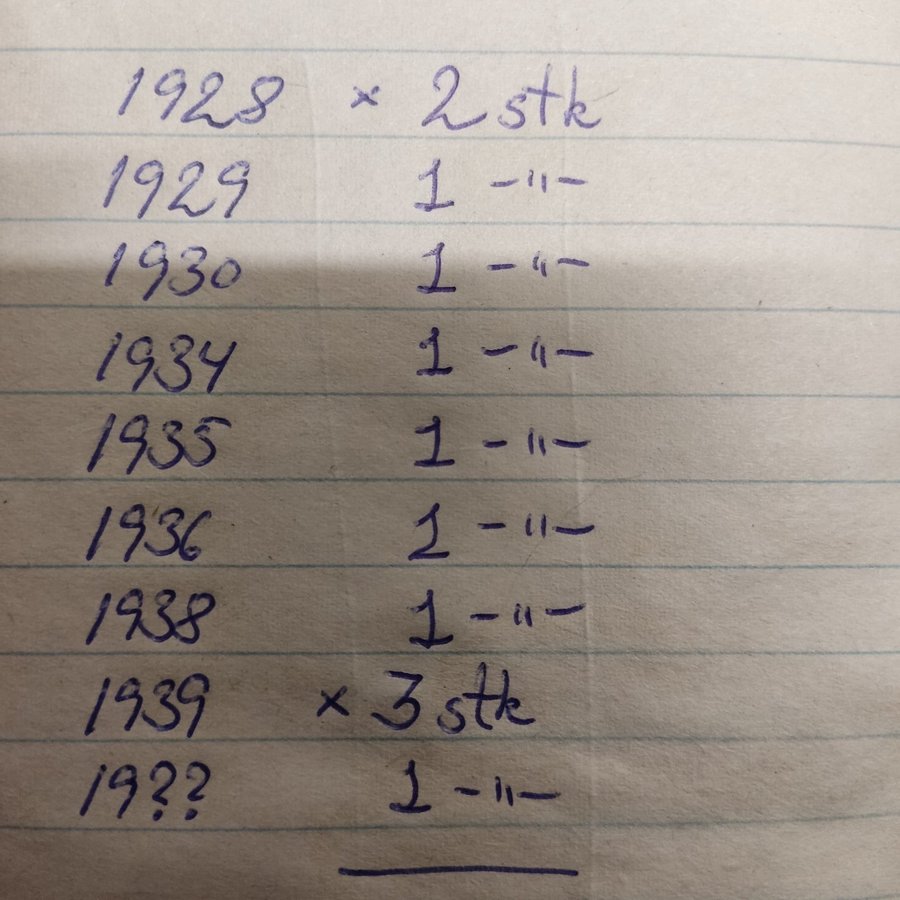 1928 × 2 stk
1929 1 -"-
1930 1 -"-
1934 1 -"-
1935 1 -"-
1936 1 -"-
1938 1 -"-
1939 × 3 stk
19?? 1 -"-